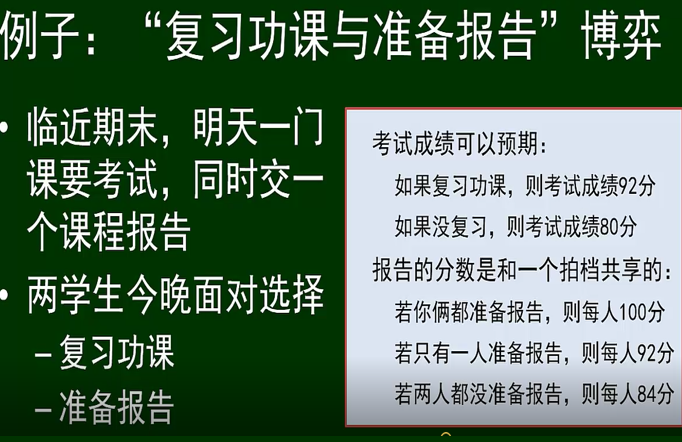 例子：“复习功课与准备报告”博弈
• 临近期末，明天一门
课要考试，同时交一
个课程报告
• 两学生今晚面对选择
–复习功课
–准备报告
考试成绩可以预期：
如果复习功课，则考试成绩92分
如果没复习，则考试成绩80分
报告的分数是和一个拍档共享的：
若你俩都准备报告，则每人100分
若只有一人准备报告，则每人92分
若两人都没准备报告，则每人84分